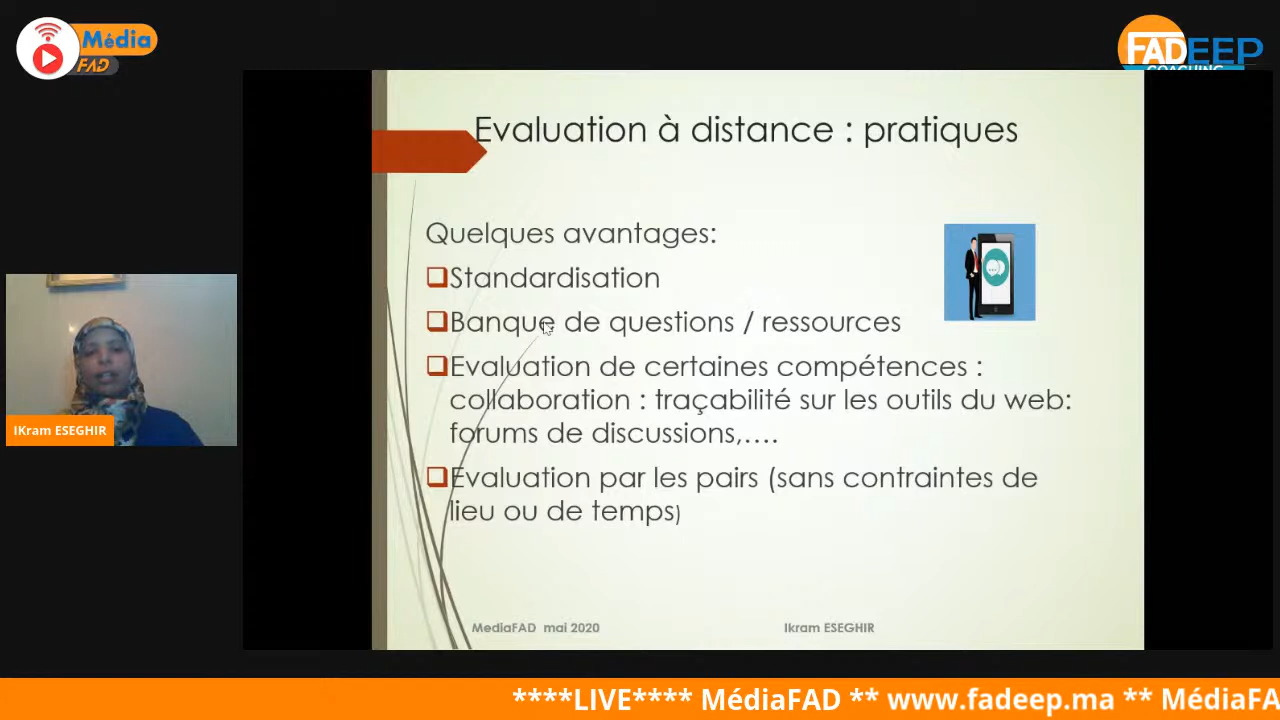 Média
FAD
FADEEP
COACHING
Evaluation à distance : pratiques
Quelques avantages:
Standardisation
Banque de questions / ressources
Evaluation de certaines compétences :
collaboration : traçabilité sur les outils du web:
forums de discussions,....
Evaluation par les pairs (sans contraintes de
lieu ou de temps)
IKram ESEGHIR
MediaFAD mai 2020
Ikram ESEGHIR
****LIVE**** MédiaFAD ** www.fadeep.ma ** MédiaFA